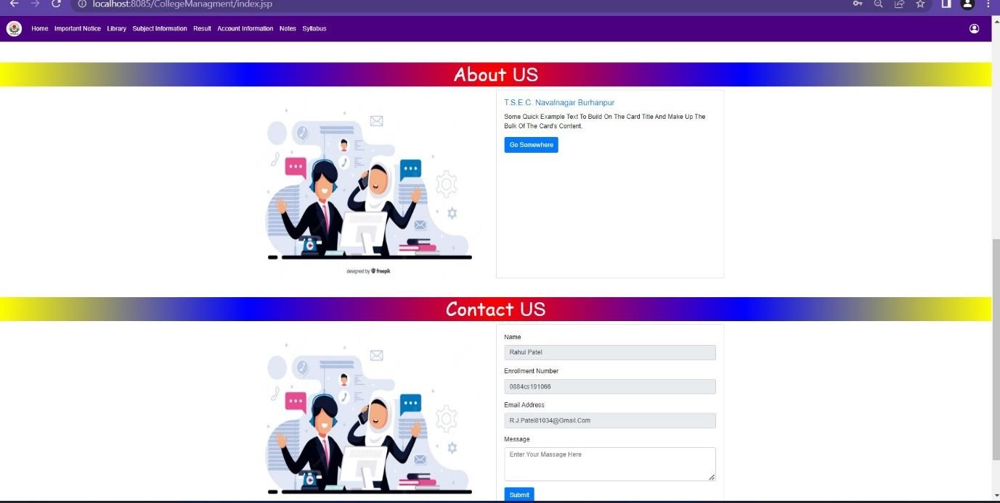 localhost:8085/CollegeManagment/index.jsp
Home Important Notice Library Subject Information Result Account Information Notes Syllabus
About US
T.S.E.C. Navalnagar Burhanpur
Some Quick Example Text To Build On The Card Title And Make Up The
Bulk Of The Card's Content.
Go Somewhere
designed by freepik
Contact US
Name
Rahul Patel
Enrollment Number
0884cs191066
Email Address
R.J.Patel81034@Gmail.Com
Message
Enter Your Massage Here
Submit